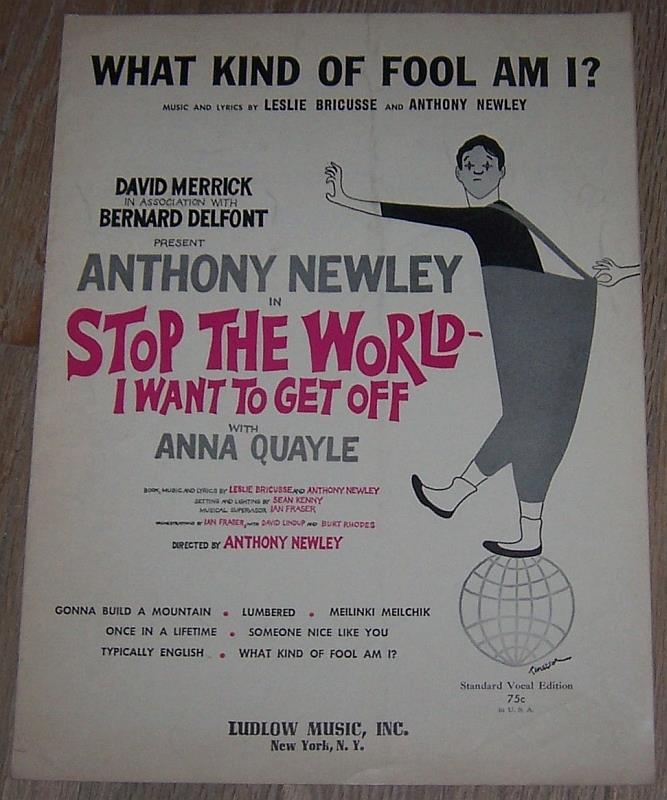 WHAT KIND OF FOOL AM I?
MUSIC AND LYRICS BY LESLIE BRICUSSE AND ANTHONY NEWLEY
DAVID MERRICK
IN ASSOCIATION WITH
BERNARD DELFONT
PRESENT
ANTHONY NEWLEY
IN
STOP THE WORLD-
I WANT TO GET OFF
WITH
ANNA QUAYLE
BOOK, MUSIC AND LYRICS BY LESLIE BRICUSSE AND ANTHONY NEWLEY
SETTING AND LIGHTING BY SEAN KENNY
MUSICAL SUPERVISOR IAN FRASER
ORCHESTRATIONS BY IAN FRASER, WITH DAVID LINDUP AND BURT RHODES
DIRECTED BY ANTHONY NEWLEY
GONNA BUILD A MOUNTAIN • LUMBERED • MEILINKI MEILCHIK
ONCE IN A LIFETIME • SOMEONE NICE LIKE YOU
TYPICALLY ENGLISH • WHAT KIND OF FOOL AM I?
Standard Vocal Edition
75c
in U. S. A.
LUDLOW MUSIC, INC.
New York, N. Y.